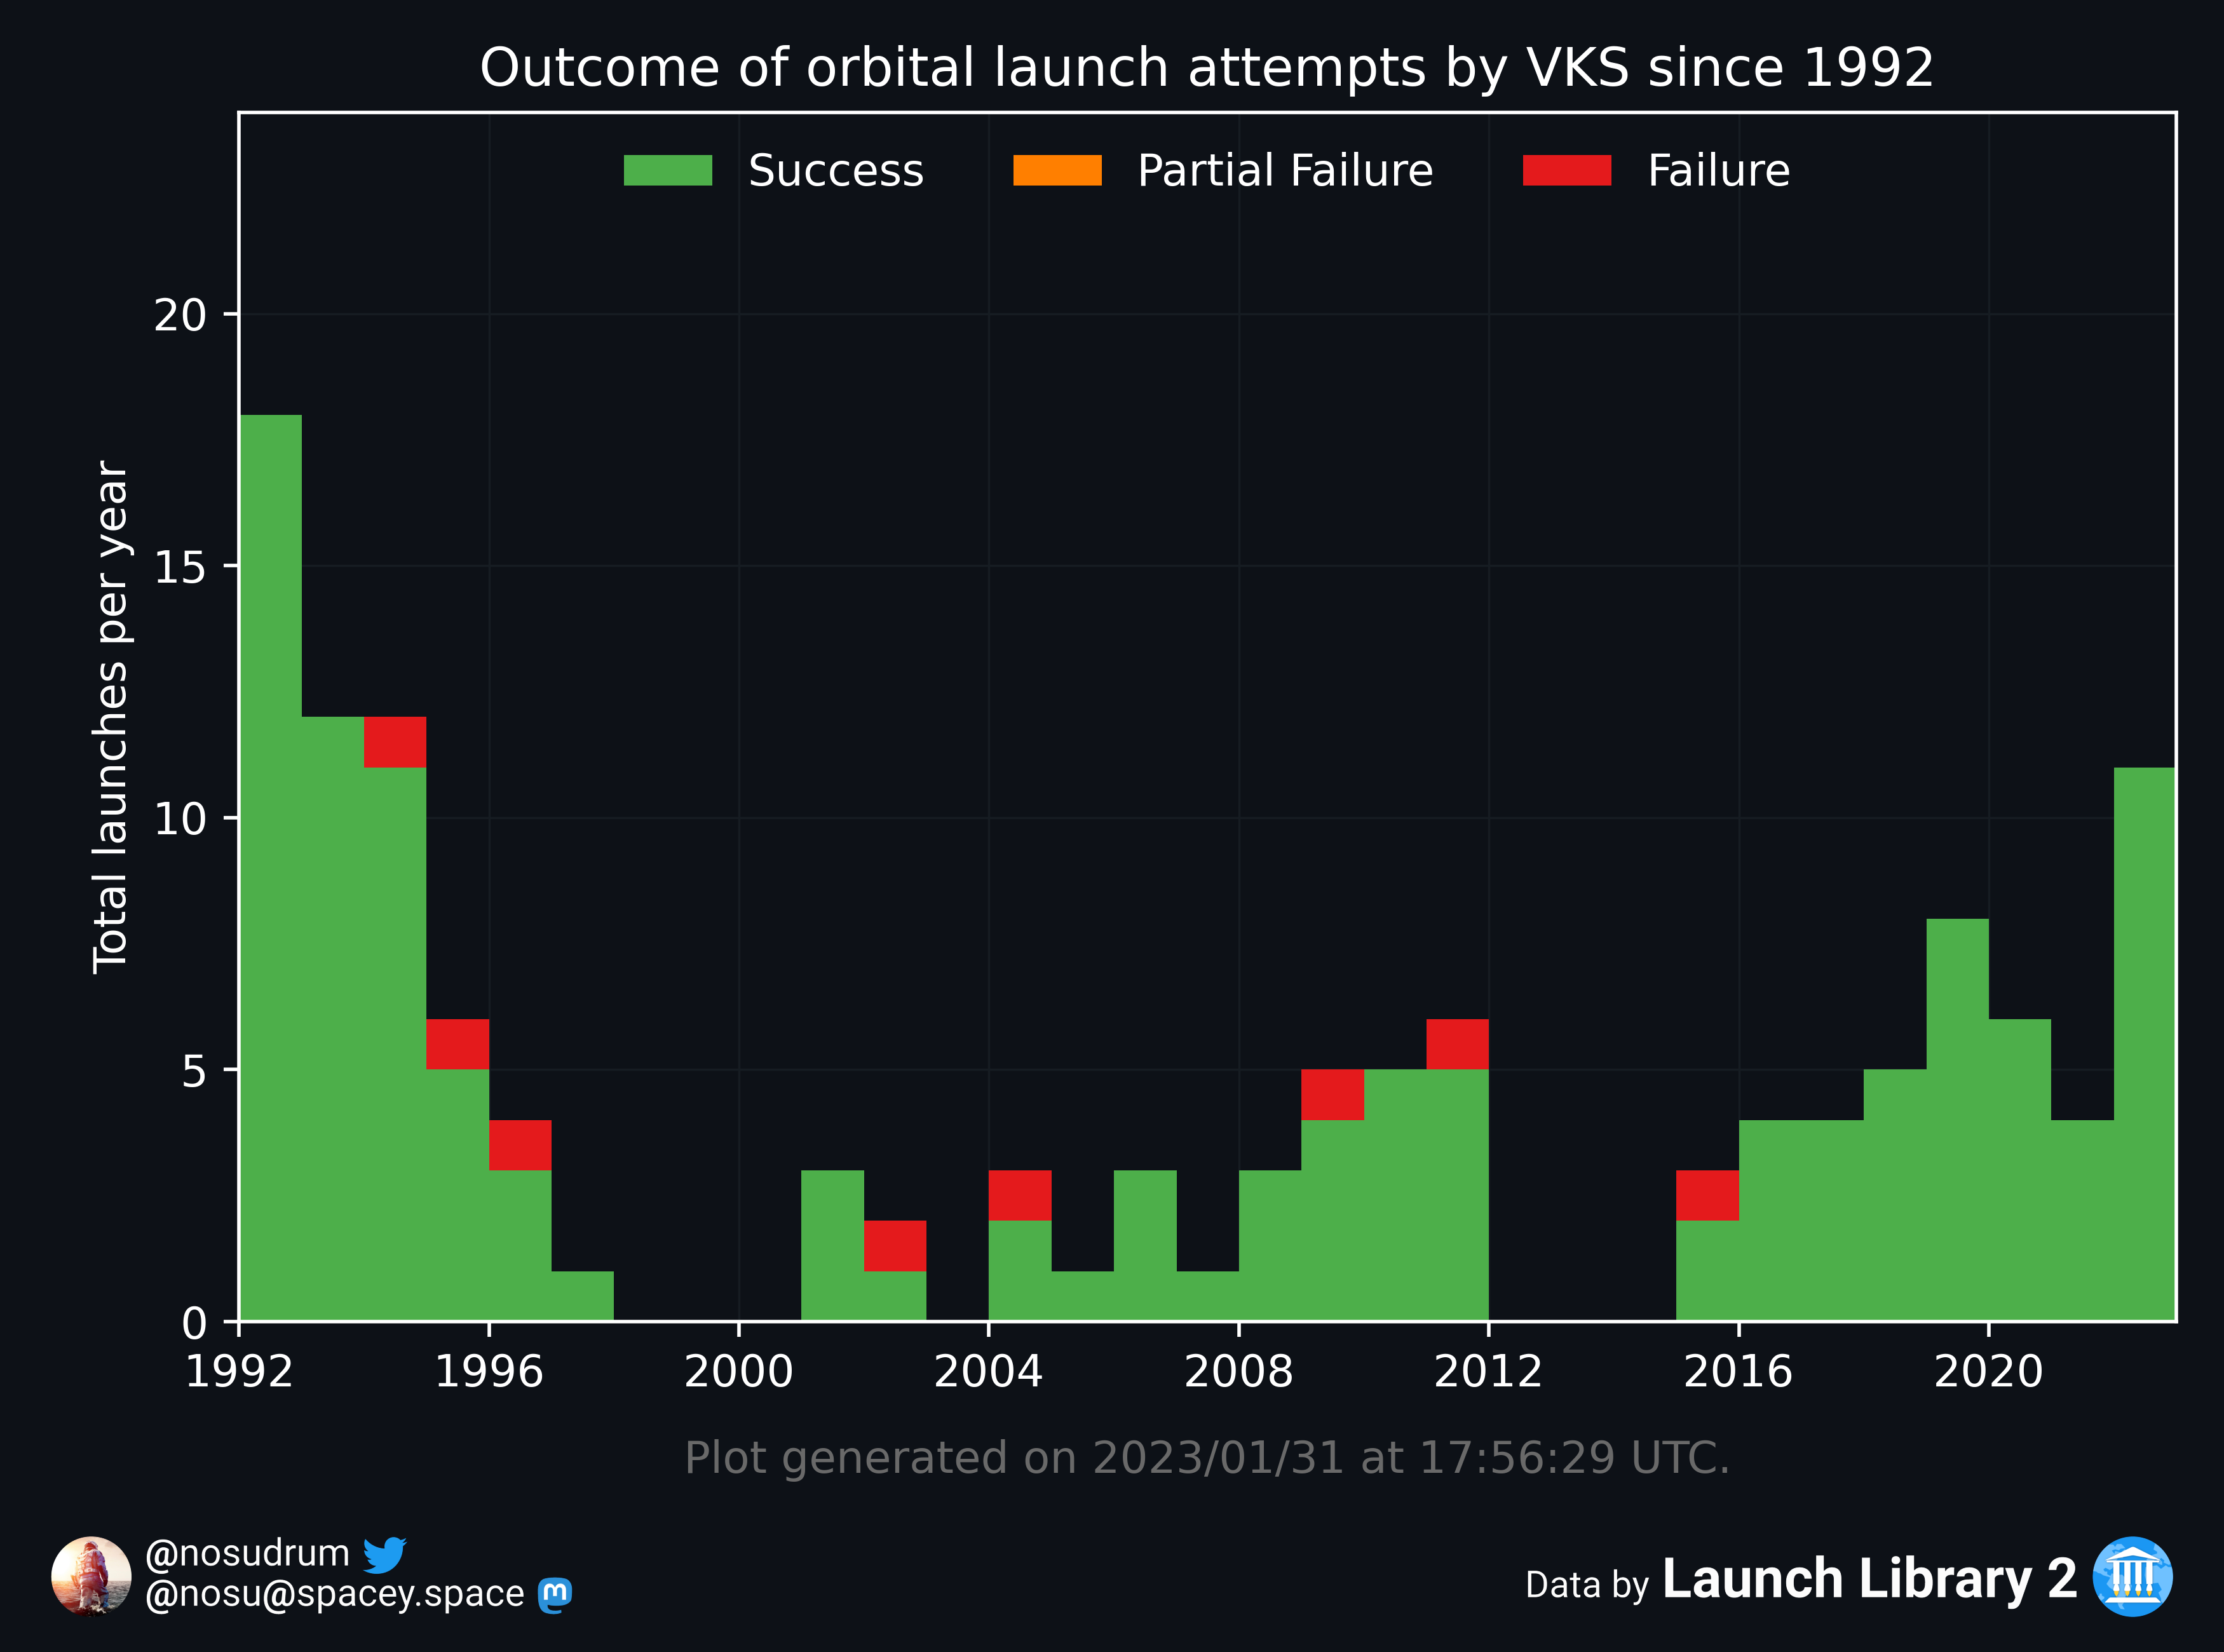 Outcome of orbital launch attempts by VKS since 1992
Success Partial Failure Failure
Total launches per year
20
15
10
5
0
1992 1996 2000 2004 2008 2012 2016 2020
Plot generated on 2023/01/31 at 17:56:29 UTC.
@nosudrum
@nosu@spacey.space
Data by Launch Library 2